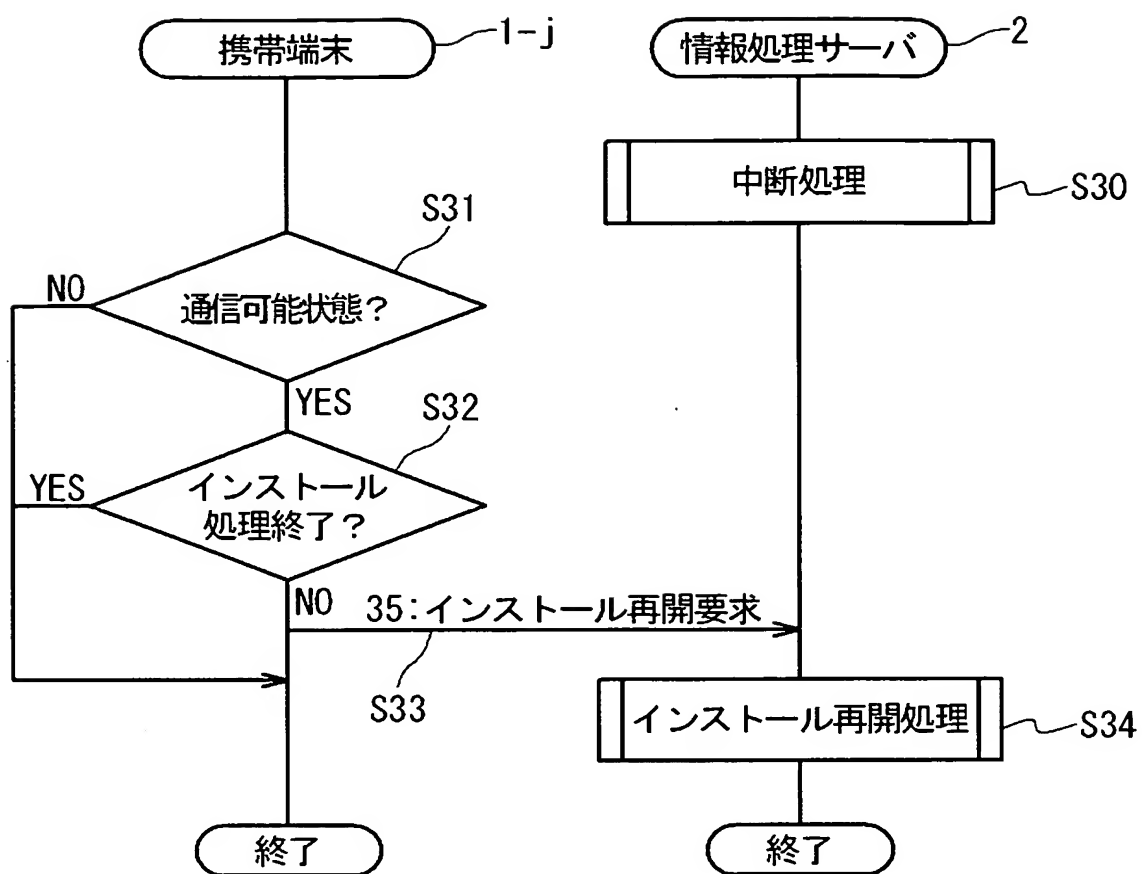 携帯端末
1-j
情報処理サーバ
2
中断処理
S30
S31
通信可能状態?
NO
YES
S32
インストール
処理終了?
YES
NO
35:インストール再開要求
S33
インストール再開処理
S34
終了
終了